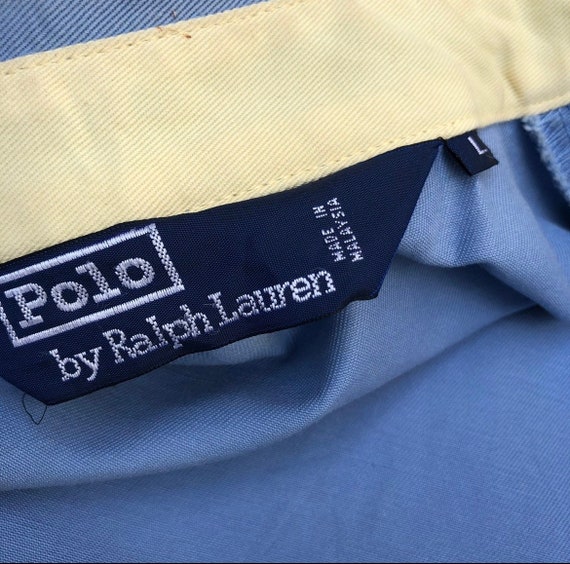 Polo
by Ralph Lauren
MADE IN
MALAYSIA
L